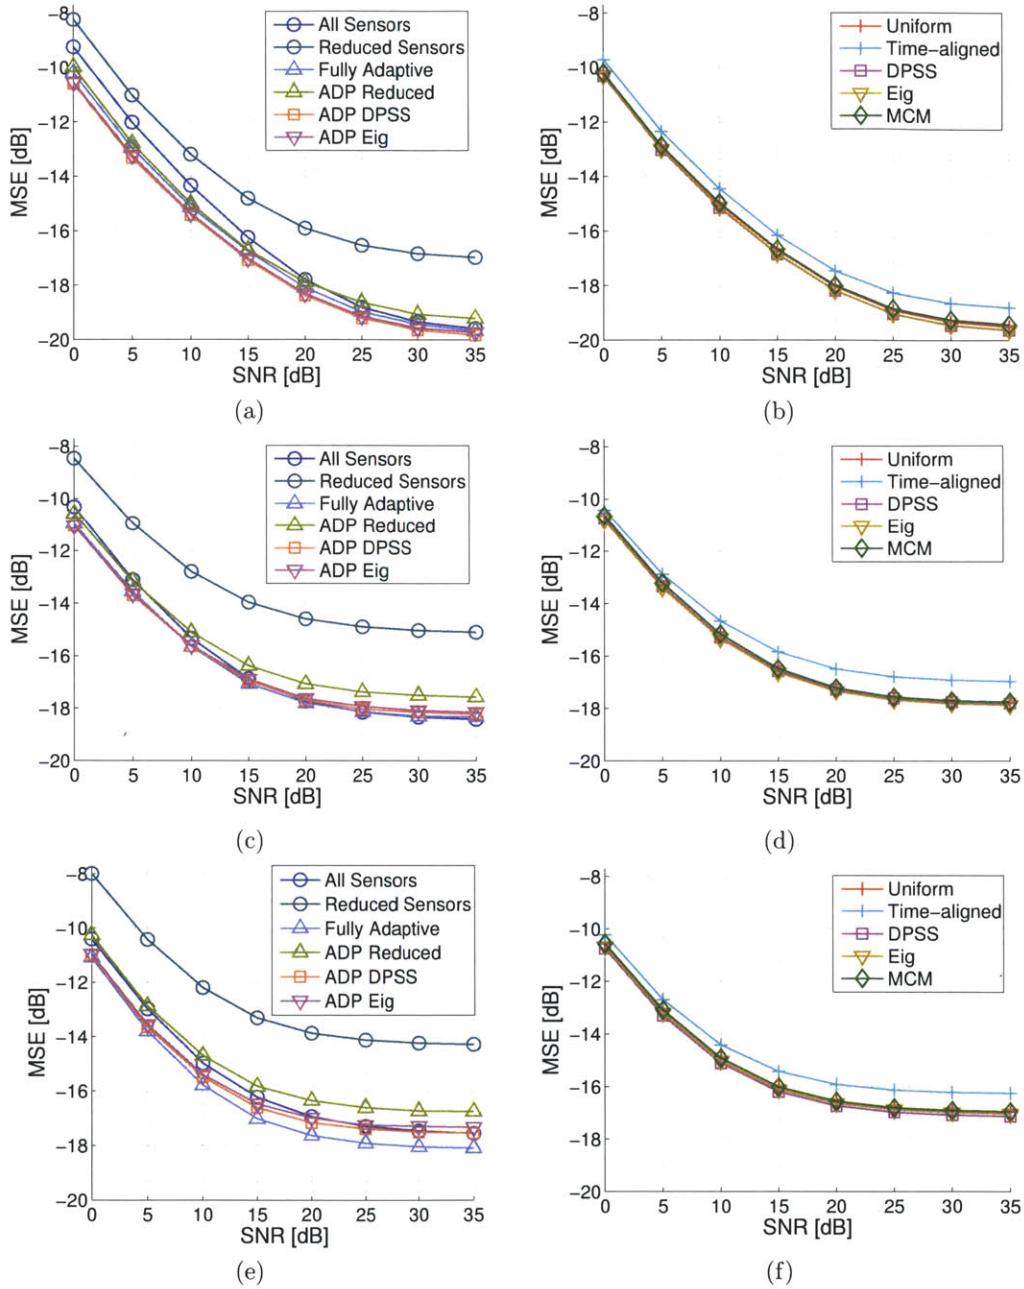 −8
−10
−12
−14
−16
−18
−20
MSE [dB]
0 5 10 15 20 25 30 35
SNR [dB]
All Sensors
Reduced Sensors
Fully Adaptive
ADP Reduced
ADP DPSS
ADP Eig
(a)
−8
−10
−12
−14
−16
−18
−20
MSE [dB]
0 5 10 15 20 25 30 35
SNR [dB]
Uniform
Time−aligned
DPSS
Eig
MCM
(b)
−8
−10
−12
−14
−16
−18
−20
MSE [dB]
0 5 10 15 20 25 30 35
SNR [dB]
All Sensors
Reduced Sensors
Fully Adaptive
ADP Reduced
ADP DPSS
ADP Eig
(c)
−8
−10
−12
−14
−16
−18
−20
MSE [dB]
0 5 10 15 20 25 30 35
SNR [dB]
Uniform
Time−aligned
DPSS
Eig
MCM
(d)
−8
−10
−12
−14
−16
−18
−20
MSE [dB]
0 5 10 15 20 25 30 35
SNR [dB]
All Sensors
Reduced Sensors
Fully Adaptive
ADP Reduced
ADP DPSS
ADP Eig
(e)
−8
−10
−12
−14
−16
−18
−20
MSE [dB]
0 5 10 15 20 25 30 35
SNR [dB]
Uniform
Time−aligned
DPSS
Eig
MCM
(f)